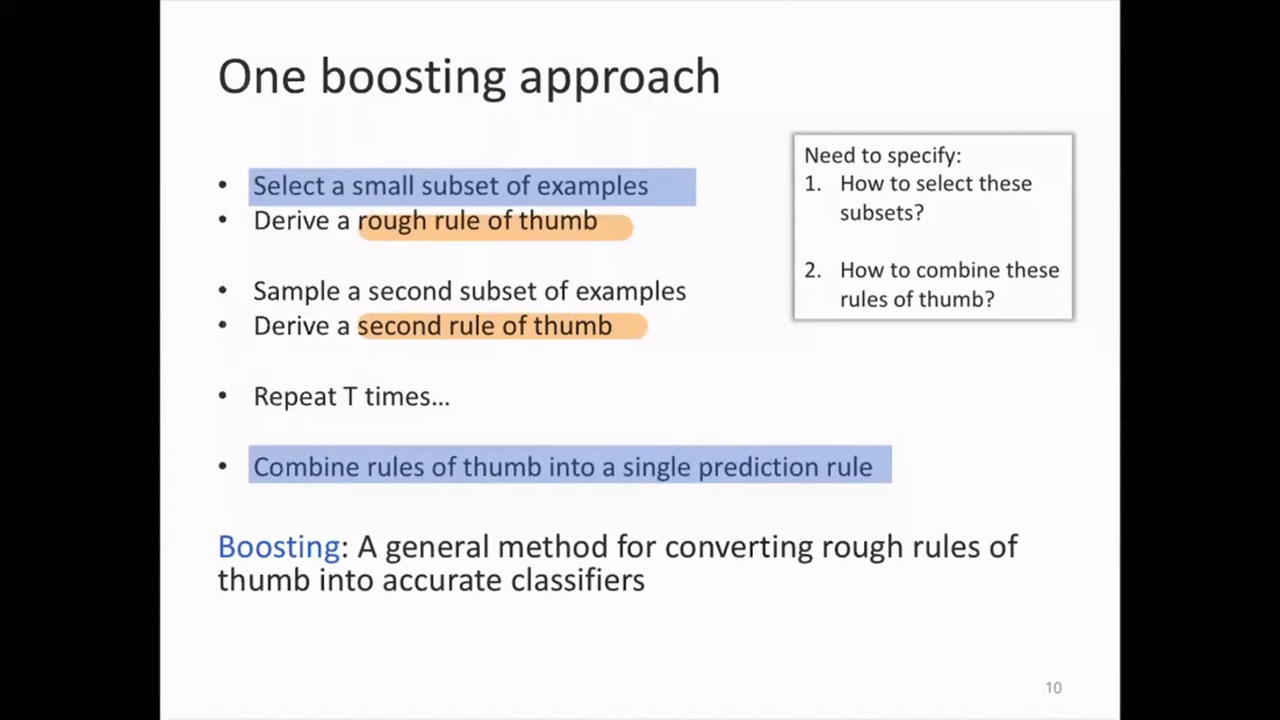 One boosting approach
• Select a small subset of examples
• Derive a rough rule of thumb
• Sample a second subset of examples
• Derive a second rule of thumb
• Repeat T times…
• Combine rules of thumb into a single prediction rule
Need to specify:
1. How to select these
subsets?
2. How to combine these
rules of thumb?
Boosting: A general method for converting rough rules of
thumb into accurate classifiers
10